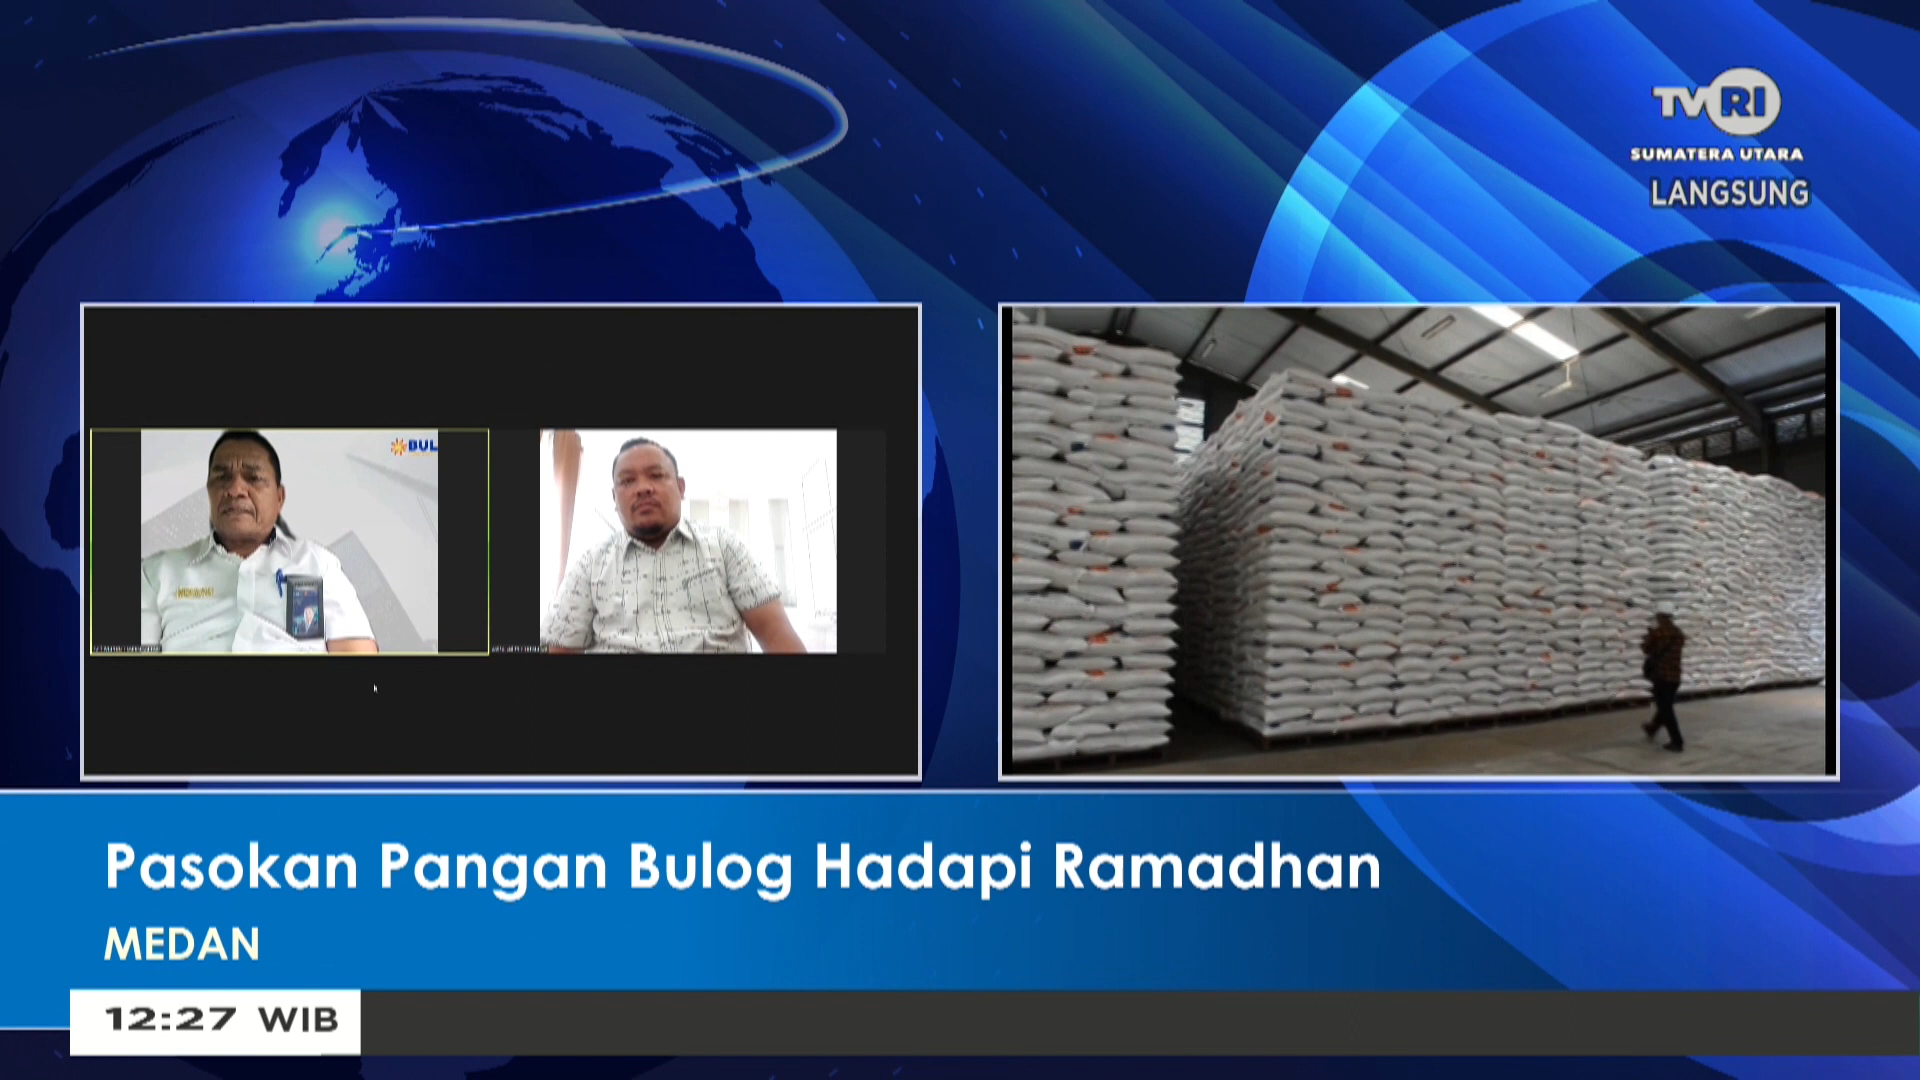 TVRI
SUMATERA UTARA
LANGSUNG
BUL
Pasokan Pangan Bulog Hadapi Ramadhan
MEDAN
12:27 WIB